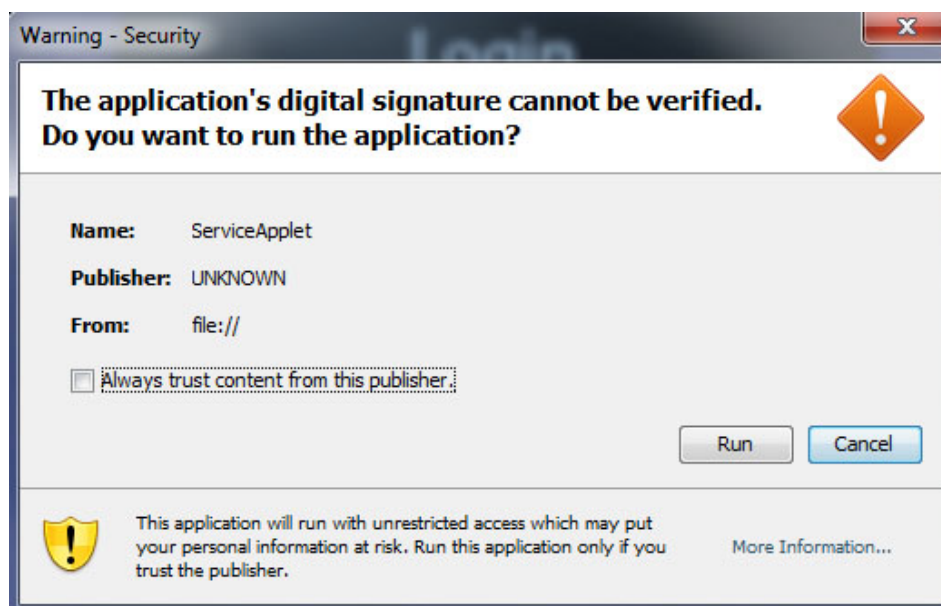 Warning - Security
Login
The application's digital signature cannot be verified.
Do you want to run the application?
Name: ServiceApplet
Publisher: UNKNOWN
From: file://
Always trust content from this publisher.
Run Cancel
This application will run with unrestricted access which may put
your personal information at risk. Run this application only if you
trust the publisher.
More Information...